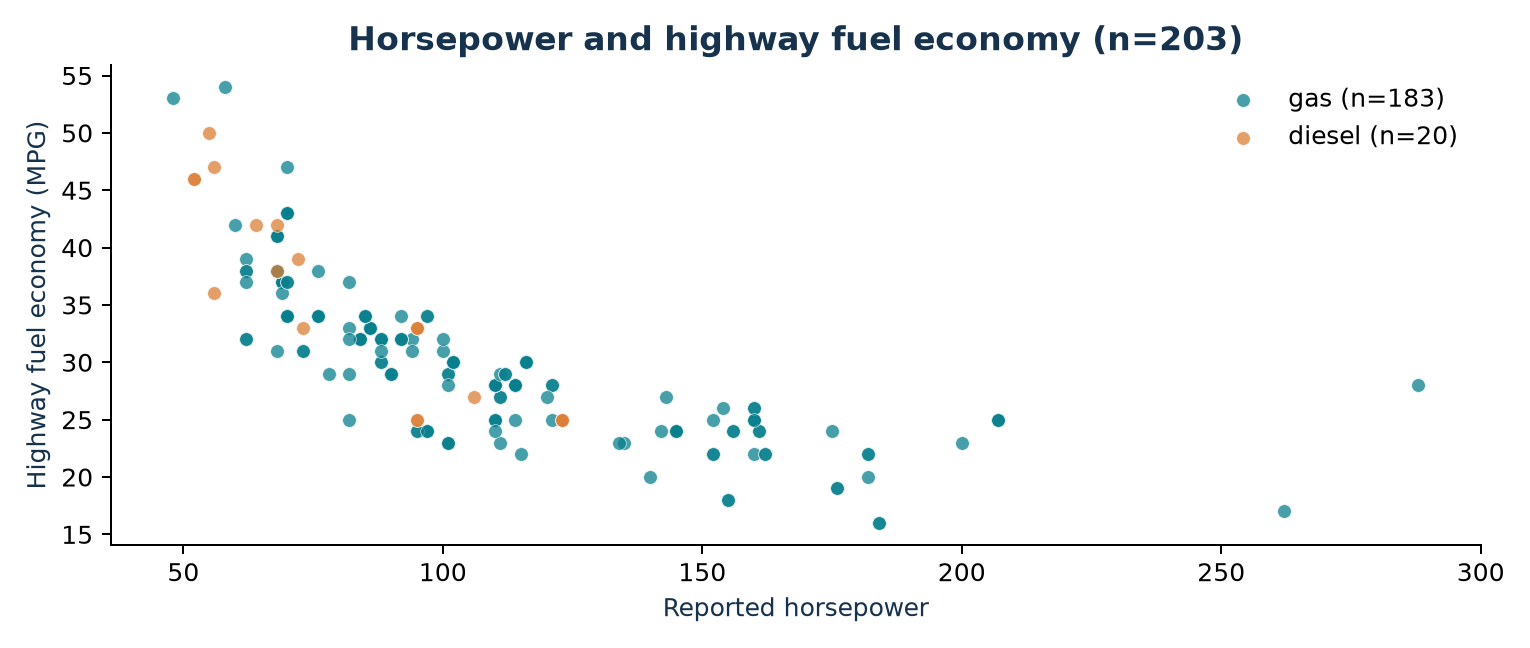 Horsepower and highway fuel economy (n=203)
gas (n=183)
diesel (n=20)
Highway fuel economy (MPG)
55
50
45
40
35
30
25
20
15
50 100 150 200 250 300
Reported horsepower